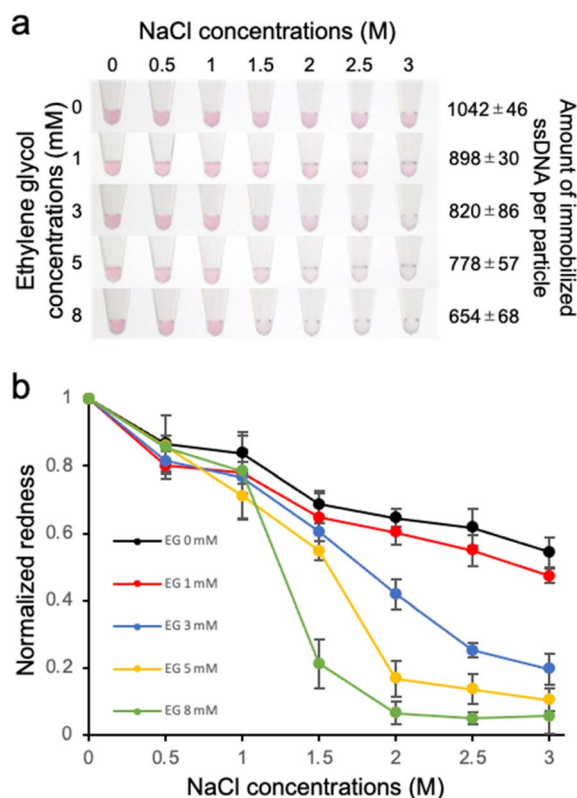 a
NaCl concentrations (M)
0 0.5 1 1.5 2 2.5 3
Ethylene glycol
concentrations (mM)
0
1
3
5
8
1042±46
898±30
820±86
778±57
654±68
Amount of immobilized
ssDNA per particle
b
Normalized redness
1
0.8
0.6
0.4
0.2
0
EG 0 mM
EG 1 mM
EG 3 mM
EG 5 mM
EG 8 mM
0 0.5 1 1.5 2 2.5 3
NaCl concentrations (M)